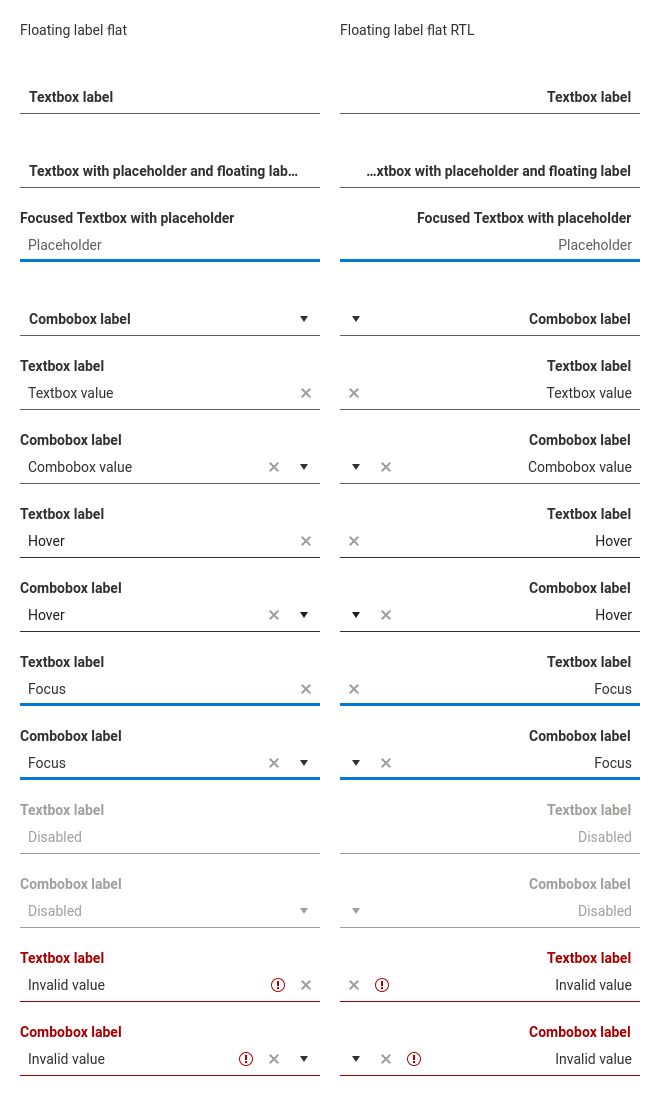 Floating label flat
Floating label flat RTL
Textbox label
Textbox label
Textbox with placeholder and floating lab...
...xtbox with placeholder and floating label
Focused Textbox with placeholder
Focused Textbox with placeholder
Placeholder
Placeholder
Combobox label
Combobox label
Textbox label
Textbox label
Textbox value
Textbox value
Combobox label
Combobox label
Combobox value
Combobox value
Textbox label
Textbox label
Hover
Hover
Combobox label
Combobox label
Hover
Hover
Textbox label
Textbox label
Focus
Focus
Combobox label
Combobox label
Focus
Focus
Textbox label
Textbox label
Disabled
Disabled
Combobox label
Combobox label
Disabled
Disabled
Textbox label
Textbox label
Invalid value
Invalid value
Combobox label
Combobox label
Invalid value
Invalid value